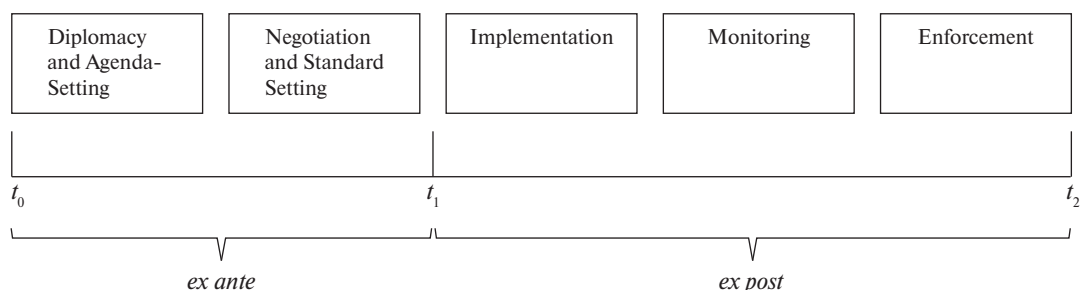 Diplomacy
and Agenda-
Setting
Negotiation
and Standard
Setting
Implementation
Monitoring
Enforcement
t0
t1
t2
ex ante
ex post